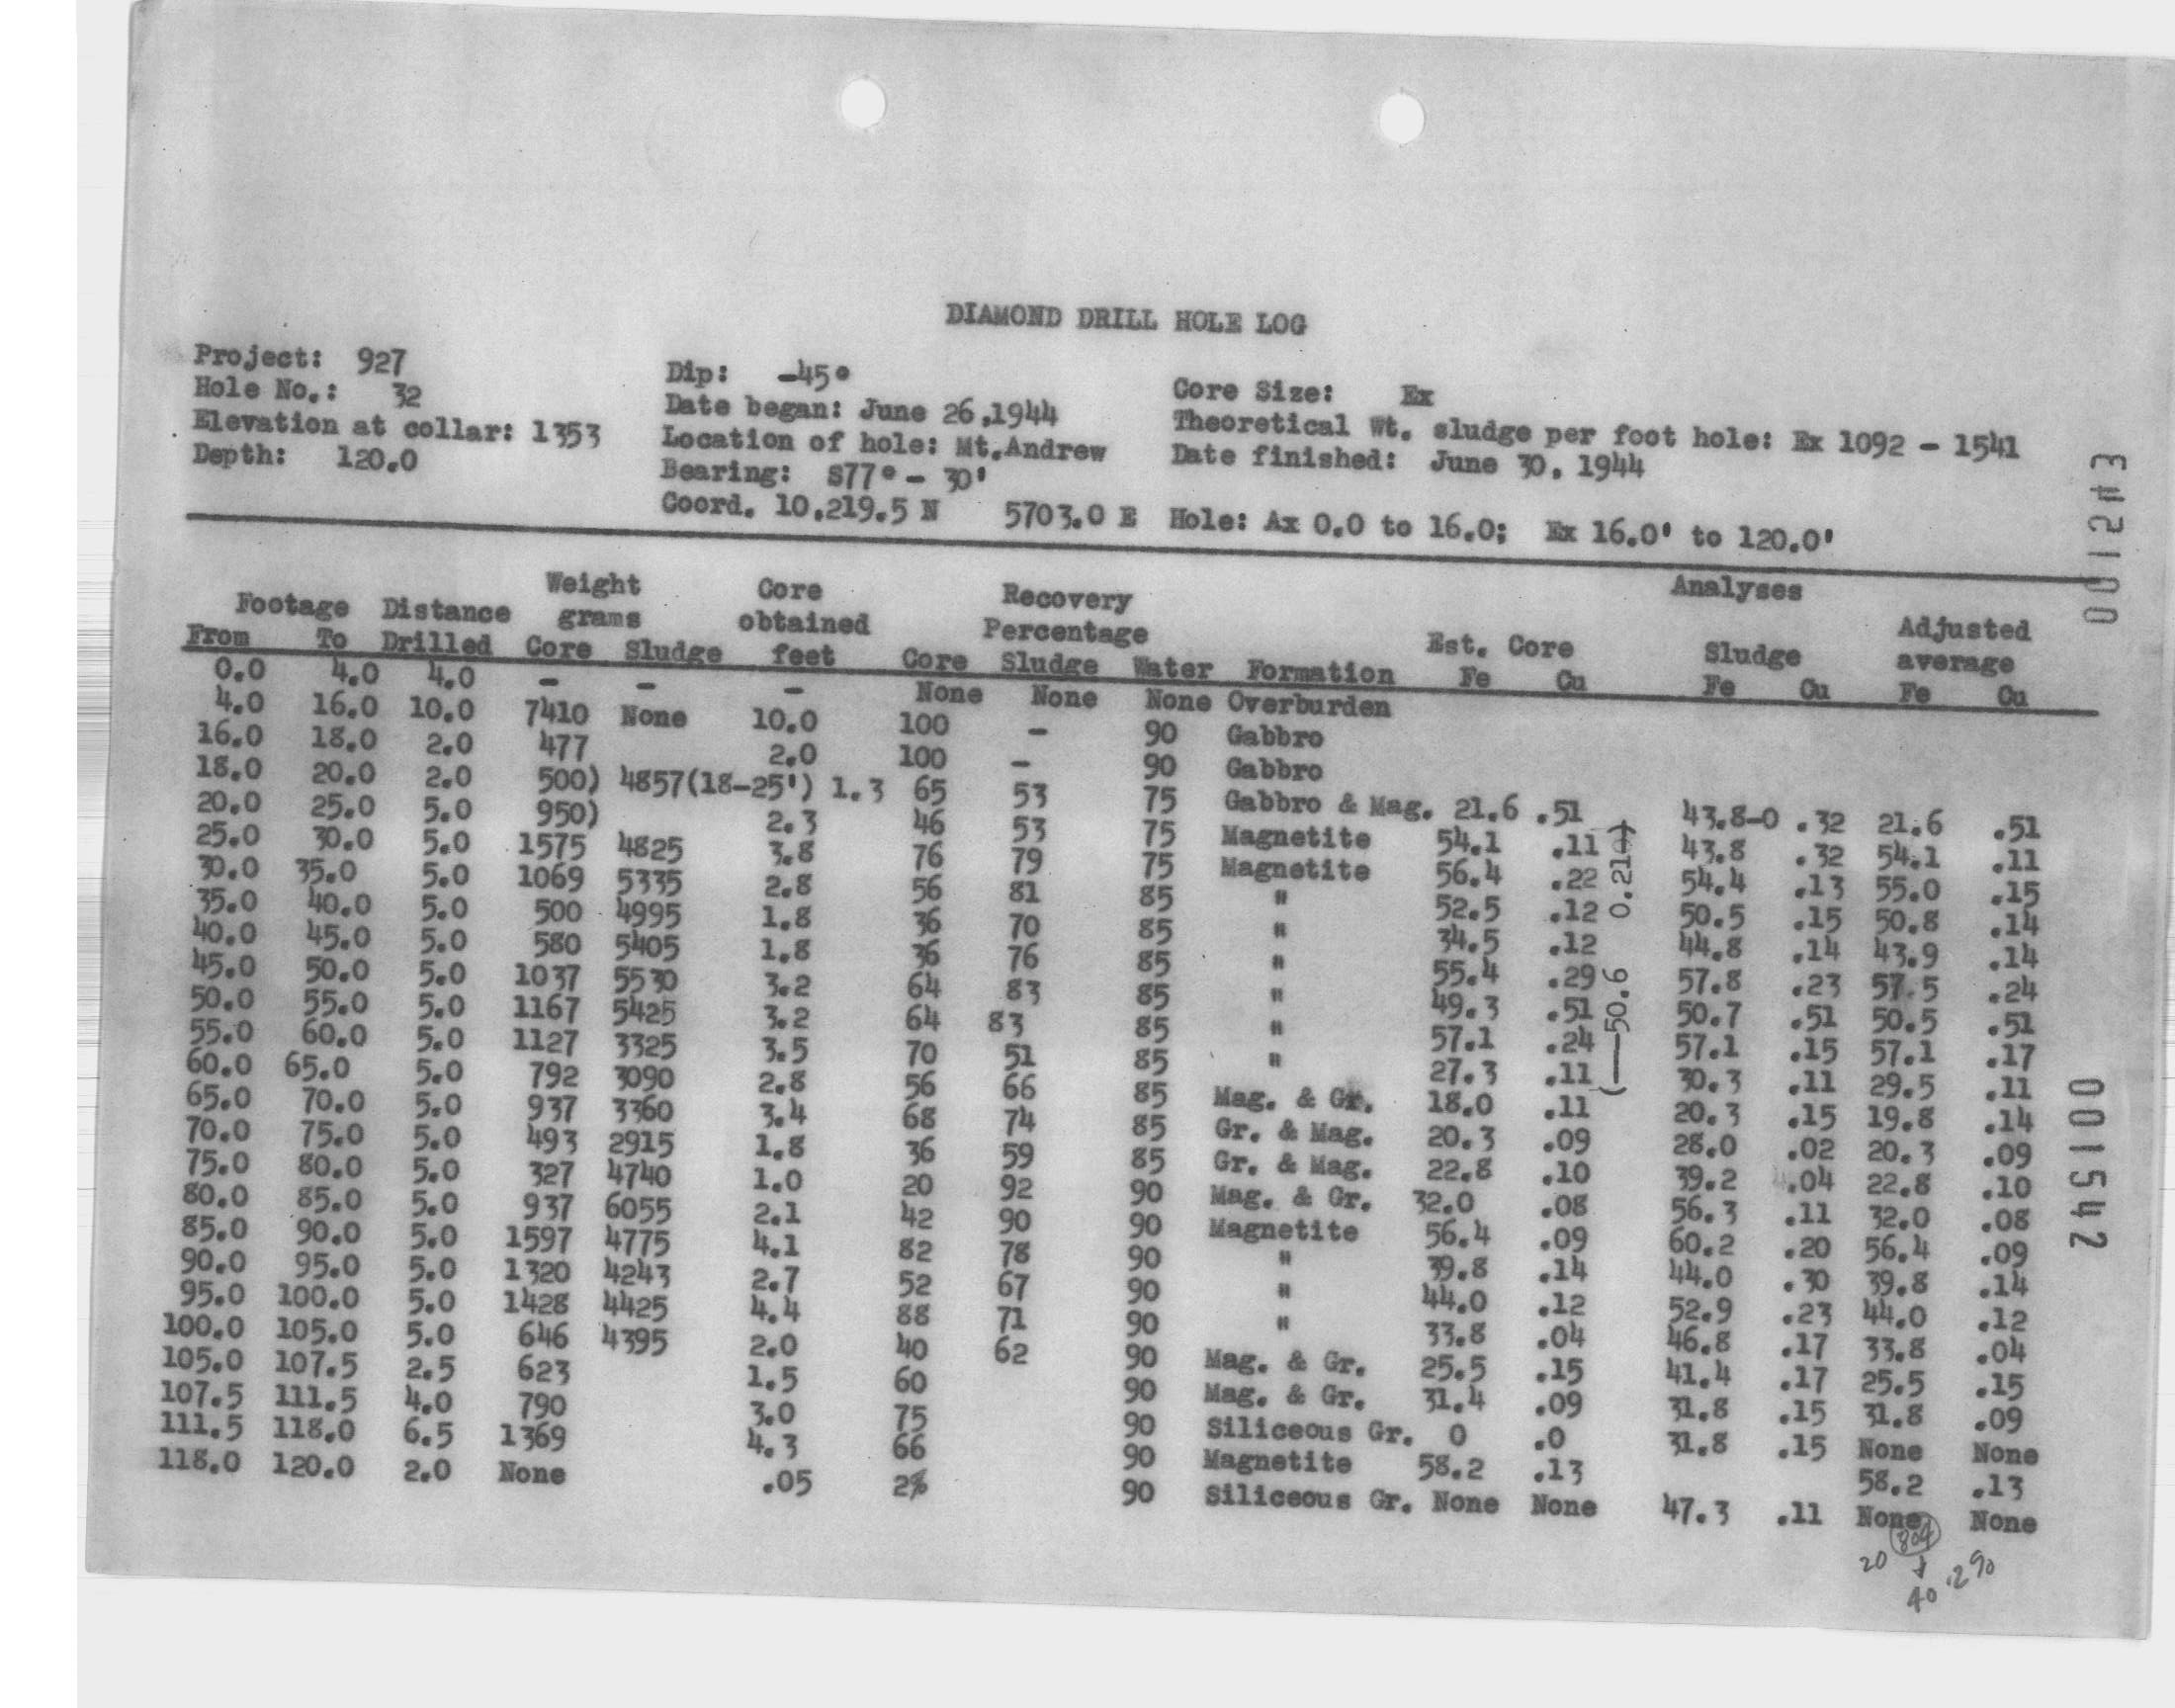 DIAMOND DRILL HOLE LOG
Project: 927 Dip: -45° Core Size: Ex
Hole No.: 32 Date began: June 26,1944 Theoretical Wt. sludge per foot hole: Ex 1092 - 1541
Elevation at collar: 1353 Location of hole: Mt.Andrew Date finished: June 30. 1944
Depth: 120.0 Bearing: S77° - 30'
Coord. 10.219.5 N 5703.0 E Hole: Ax 0.0 to 16.0; Ex 16.0' to 120.0'
Weight Core Recovery Analyses
Footage Distance grams obtained Percentage Est. Core Sludge Adjusted average
From To Drilled Core Sludge feet Core Sludge Water Formation Fe Cu Fe Cu Fe Cu
0.0 4.0 4.0 - - - None None None Overburden
4.0 16.0 10.0 7410 None 10.0 100 - 90 Gabbro
16.0 18.0 2.0 477 2.0 100 - 90 Gabbro
18.0 20.0 2.0 500) 4857(18-25') 1.3 65 53 75 Gabbro & Mag. 21.6 .51 43.8-0 .32 21.6 .51
20.0 25.0 5.0 950) 2.3 46 53 75 Magnetite 54.1 .11 43.8 .32 54.1 .11
25.0 30.0 5.0 1575 4825 3.8 76 79 75 Magnetite 56.4 .22 54.4 .13 55.0 .15
30.0 35.0 5.0 1069 5335 2.8 56 81 85 " 52.5 .12 50.5 .15 50.8 .14
35.0 40.0 5.0 500 4995 1.8 36 70 85 " 34.5 .12 44.8 .14 43.9 .14
40.0 45.0 5.0 580 5405 1.8 36 76 85 " 55.4 .29 57.8 .23 57.5 .24
45.0 50.0 5.0 1037 5530 3.2 64 83 85 " 49.3 .51 50.7 .51 50.5 .51
50.0 55.0 5.0 1167 5425 3.2 64 83 85 " 57.1 .24 57.1 .15 57.1 .17
55.0 60.0 5.0 1127 3325 3.5 70 51 85 " 27.3 .11 30.3 .11 29.5 .11
60.0 65.0 5.0 792 3090 2.8 56 66 85 Mag. & Gr. 18.0 .11 20.3 .15 19.8 .14
65.0 70.0 5.0 937 3360 3.4 68 74 85 Gr. & Mag. 20.3 .09 28.0 .02 20.3 .09
70.0 75.0 5.0 493 2915 1.8 36 59 85 Gr. & Mag. 22.8 .10 39.2 .04 22.8 .10
75.0 80.0 5.0 327 4740 1.0 20 92 90 Mag. & Gr. 32.0 .08 56.3 .11 32.0 .08
80.0 85.0 5.0 937 6055 2.1 42 90 90 Magnetite 56.4 .09 60.2 .20 56.4 .09
85.0 90.0 5.0 1597 4775 4.1 82 78 90 " 39.8 .14 44.0 .30 39.8 .14
90.0 95.0 5.0 1320 4243 2.7 52 67 90 " 44.0 .12 52.9 .23 44.0 .12
95.0 100.0 5.0 1428 4425 4.4 88 71 90 " 33.8 .04 46.8 .17 33.8 .04
100.0 105.0 5.0 646 4395 2.0 40 62 90 Mag. & Gr. 25.5 .15 41.4 .17 25.5 .15
105.0 107.5 2.5 623 1.5 60 90 Mag. & Gr. 31.4 .09 31.8 .15 31.8 .09
107.5 111.5 4.0 790 3.0 75 90 Siliceous Gr. 0 .0 31.8 .15 None None
111.5 118.0 6.5 1369 4.3 66 90 Magnetite 58.2 .13 58.2 .13
118.0 120.0 2.0 None .05 2% 90 Siliceous Gr. None None 47.3 .11 None None
(—50.6 0.21→)
804
20
40 .290
001542
001243